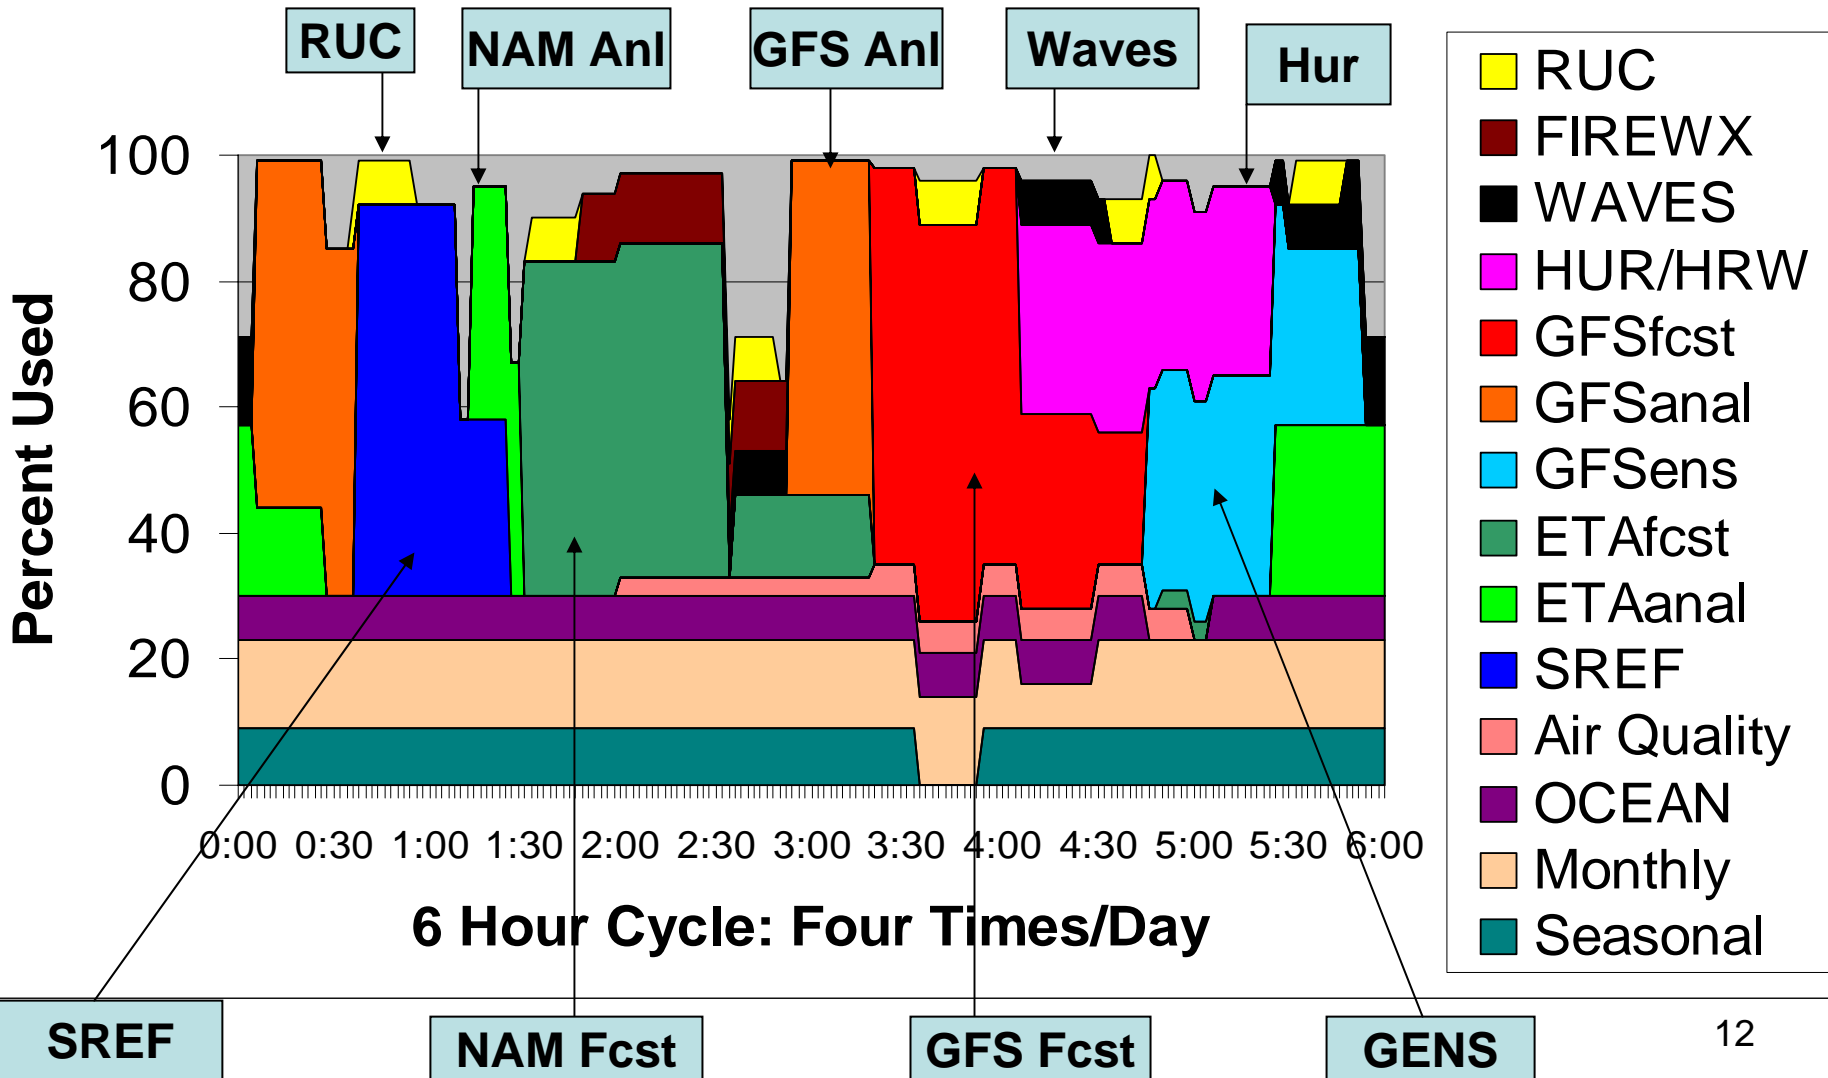 RUC
NAM Anl
GFS Anl
Waves
Hur
Percent Used
100
80
60
40
20
0
0:00 0:30 1:00 1:30 2:00 2:30 3:00 3:30 4:00 4:30 5:00 5:30 6:00
6 Hour Cycle: Four Times/Day
RUC
FIREWX
WAVES
HUR/HRW
GFSfcst
GFSanal
GFSens
ETAfcst
ETAanal
SREF
Air Quality
OCEAN
Monthly
Seasonal
SREF
NAM Fcst
GFS Fcst
GENS
12